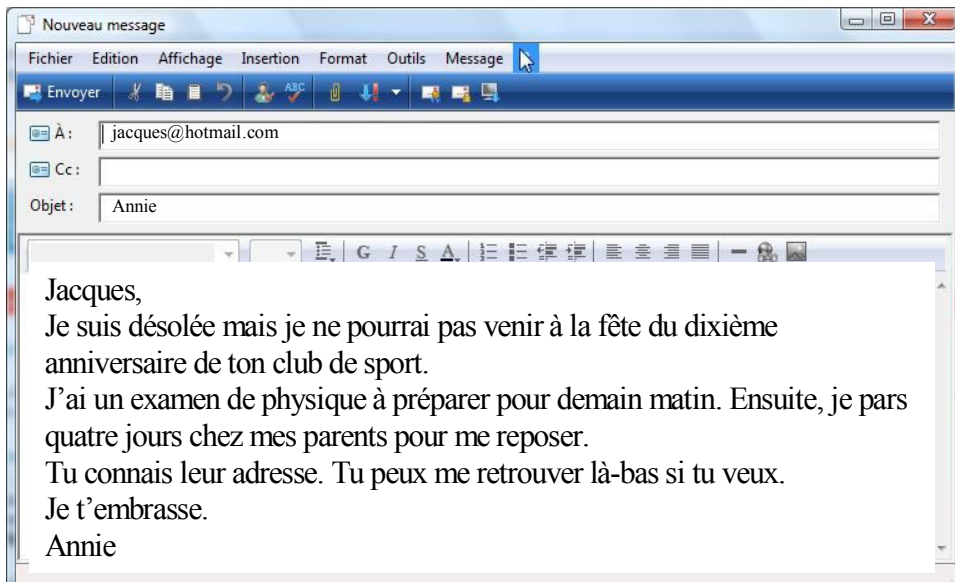 Nouveau message
Fichier Edition Affichage Insertion Format Outils Message
Envoyer ABC
À : jacques@hotmail.com
Cc :
Objet : Annie
G I S A
Jacques,
Je suis désolée mais je ne pourrai pas venir à la fête du dixième
anniversaire de ton club de sport.
J’ai un examen de physique à préparer pour demain matin. Ensuite, je pars
quatre jours chez mes parents pour me reposer.
Tu connais leur adresse. Tu peux me retrouver là-bas si tu veux.
Je t’embrasse.
Annie